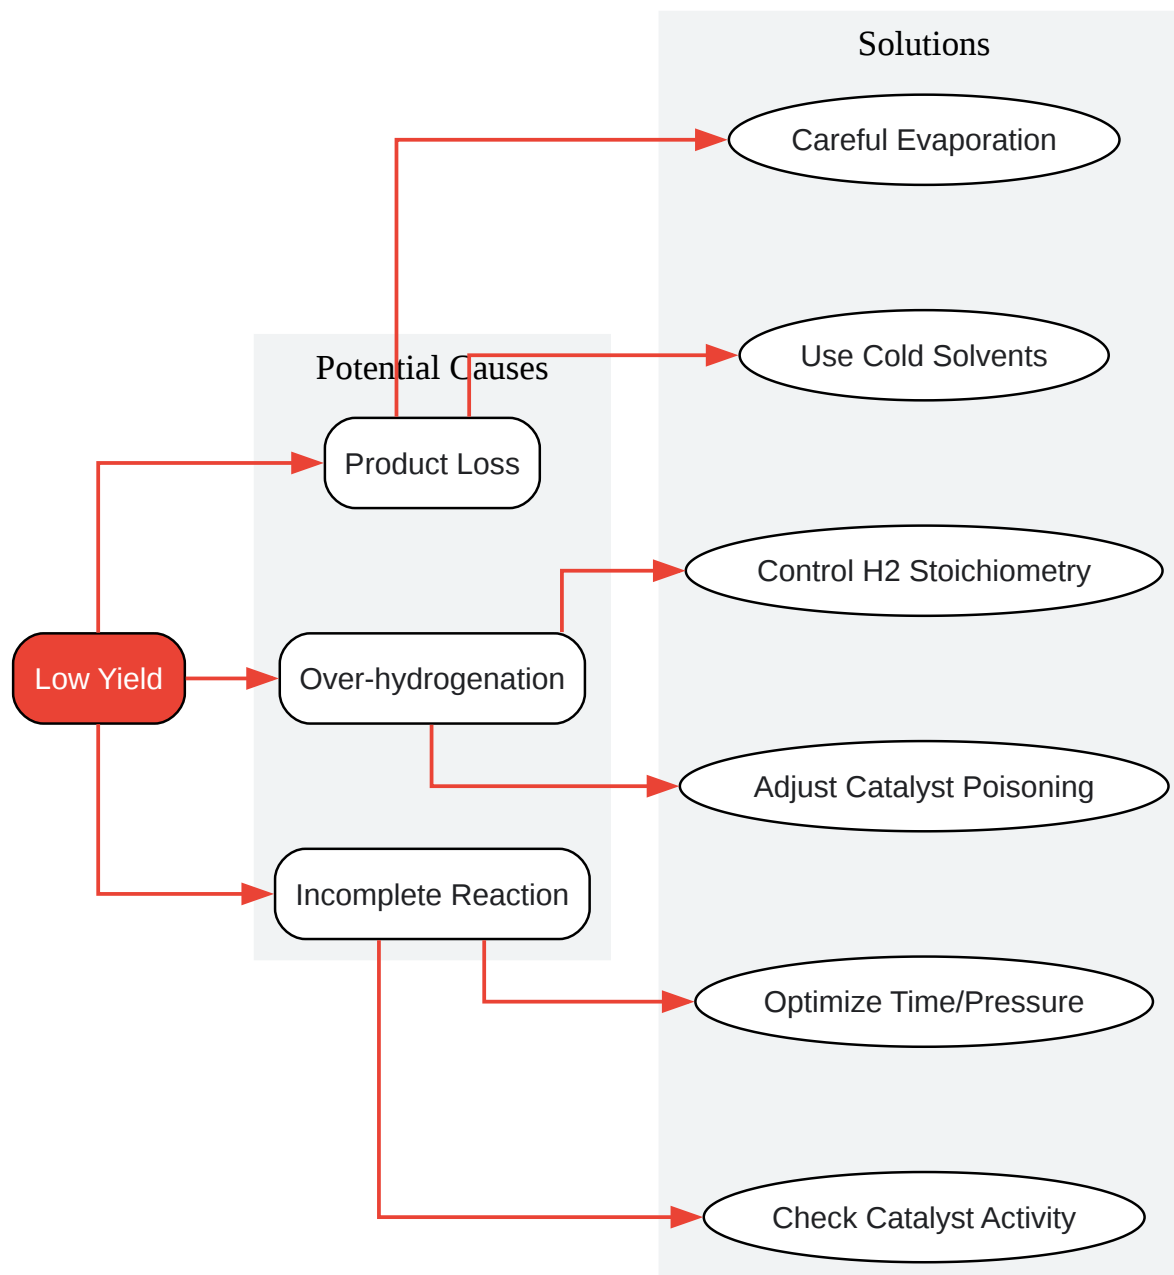 Solutions
Careful Evaporation
Use Cold Solvents
Potential Causes
Product Loss
Control H2 Stoichiometry
Low Yield
Over-hydrogenation
Adjust Catalyst Poisoning
Incomplete Reaction
Optimize Time/Pressure
Check Catalyst Activity